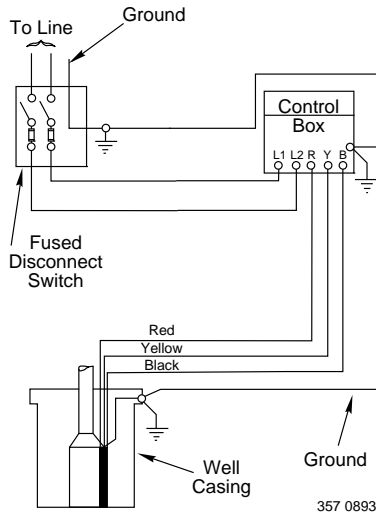 Ground
To Line
Control
Box
L1 L2 R Y B
Fused
Disconnect
Switch
Red
Yellow
Black
Well
Casing
Ground
357 0893